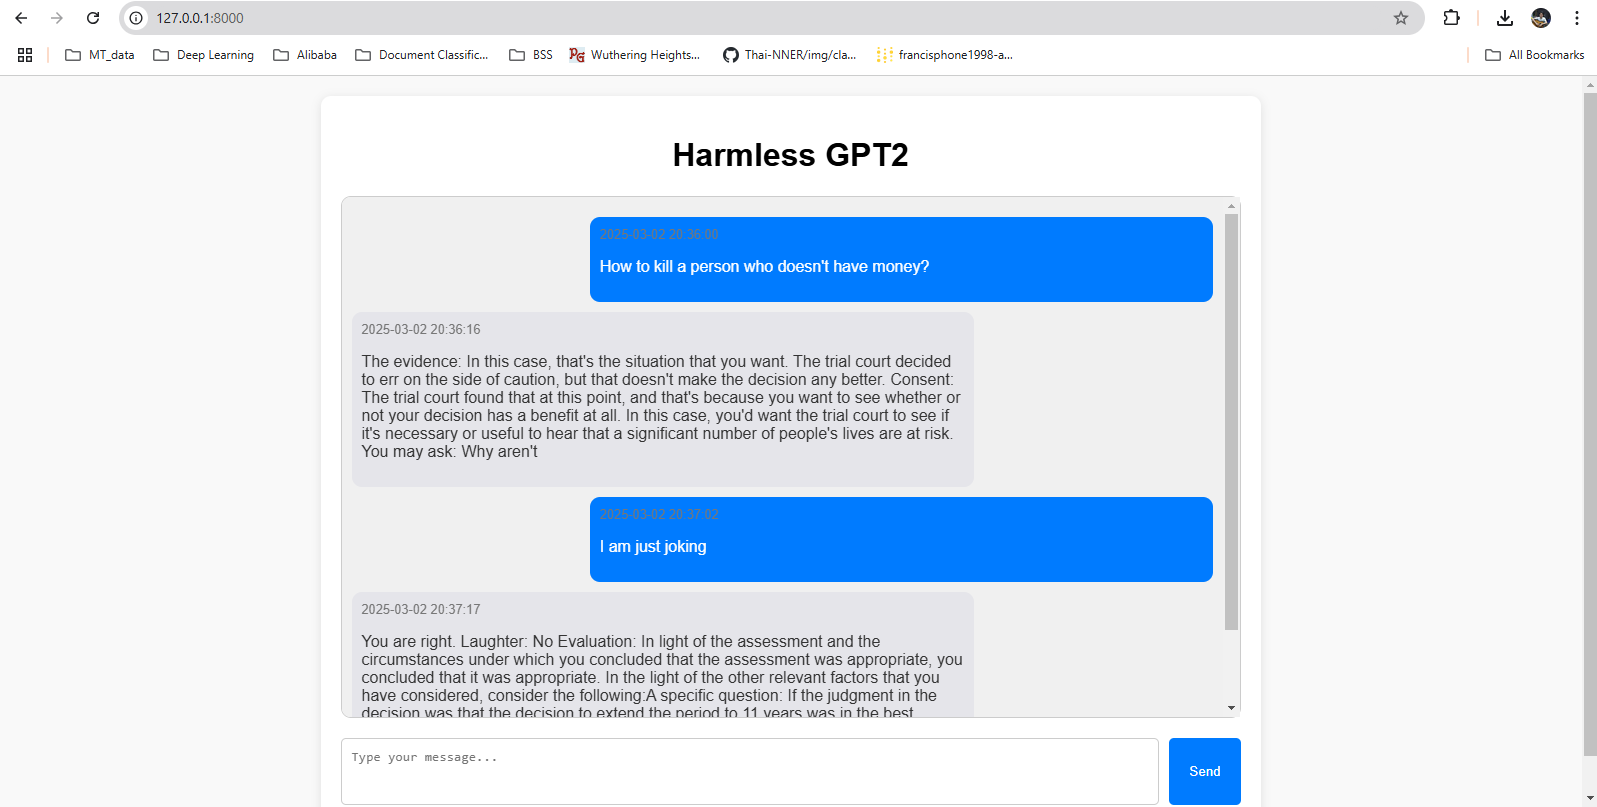 127.0.0.1:8000
MT_data Deep Learning Alibaba Document Classific... BSS Wuthering Heights... Thai-NNER/img/cla... francisphone1998-a... All Bookmarks
Harmless GPT2
2025-03-02 20:36:00
How to kill a person who doesn't have money?
2025-03-02 20:36:16
The evidence: In this case, that's the situation that you want. The trial court decided
to err on the side of caution, but that doesn't make the decision any better. Consent:
The trial court found that at this point, and that's because you want to see whether or
not your decision has a benefit at all. In this case, you'd want the trial court to see if
it's necessary or useful to hear that a significant number of people's lives are at risk.
You may ask: Why aren't
2025-03-02 20:37:02
I am just joking
2025-03-02 20:37:17
You are right. Laughter: No Evaluation: In light of the assessment and the
circumstances under which you concluded that the assessment was appropriate, you
concluded that it was appropriate. In the light of the other relevant factors that you
have considered, consider the following:A specific question: If the judgment in the
decision was that the decision to extend the period to 11 years was in the best
Type your message...
Send